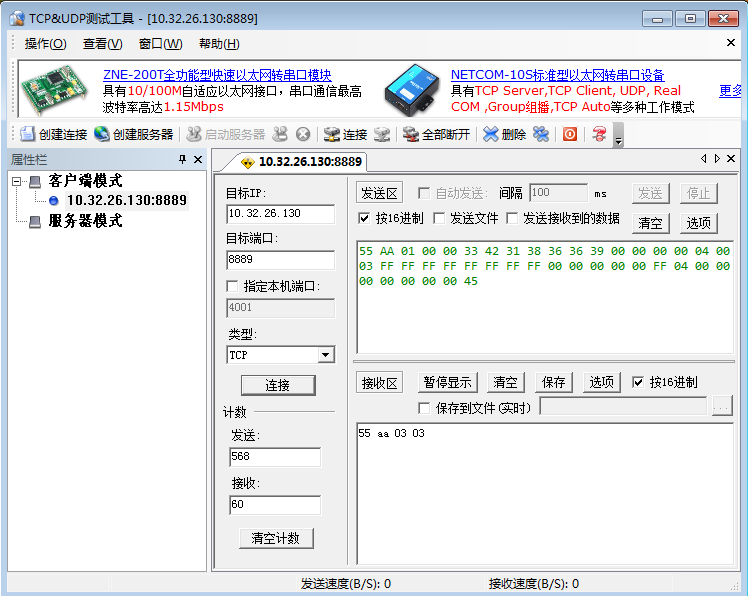 TCP&UDP测试工具 - [10.32.26.130:8889]
操作(O) 查看(V) 窗口(W) 帮助(H)
ZNE-200T全功能型快速以太网转串口模块
具有10/100M自适应以太网接口，串口通信最高
波特率高达1.15Mbps
NETCOM-10S标准型以太网转串口设备
具有TCP Server,TCP Client, UDP, Real
COM ,Group组播,TCP Auto等多种工作模式
更多
创建连接 创建服务器 启动服务器 连接 全部断开 删除
属性栏
客户端模式
10.32.26.130:8889
服务器模式
10.32.26.130:8889
目标IP:
10.32.26.130
目标端口:
8889
指定本机端口:
4001
类型:
TCP
连接
计数
发送:
568
接收:
60
清空计数
发送区 自动发送: 间隔 100 ms 发送 停止
按16进制 发送文件 发送接收到的数据 清空 选项
55 AA 01 00 00 33 42 31 38 36 36 39 00 00 00 00 04 00
03 FF FF FF FF FF FF FF FF 00 00 00 00 00 FF 04 00 00
00 00 00 00 00 00 45
接收区 暂停显示 清空 保存 选项 按16进制
保存到文件(实时) ...
55 aa 03 03
发送速度(B/S): 0 接收速度(B/S): 0